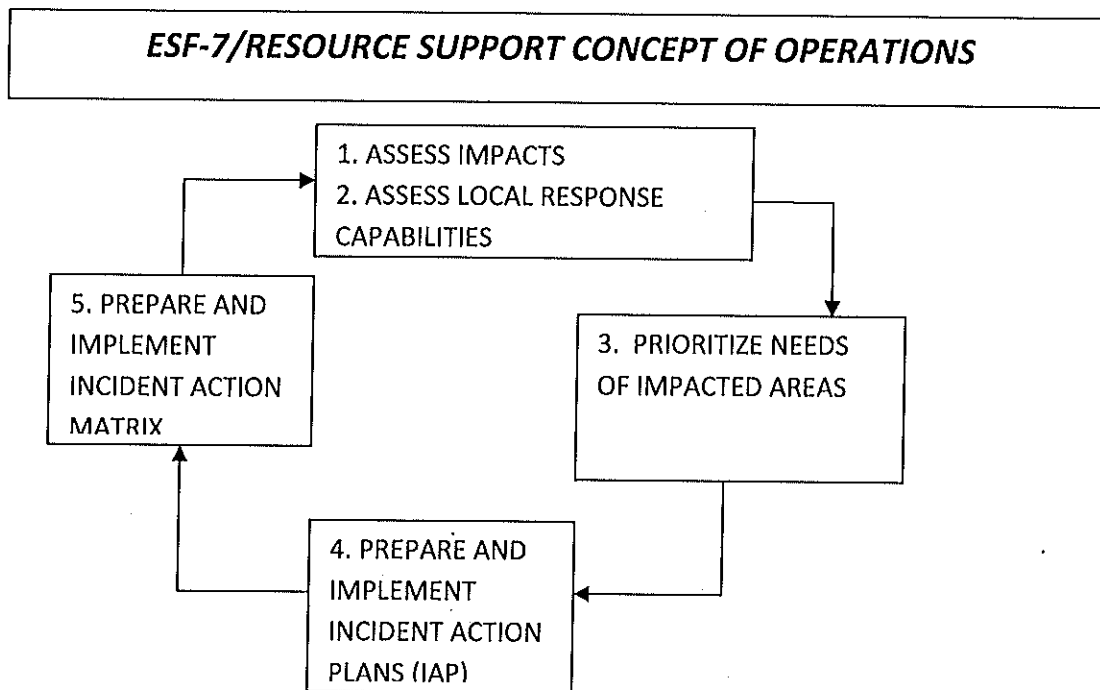 ESF-7/RESOURCE SUPPORT CONCEPT OF OPERATIONS
1. ASSESS IMPACTS
2. ASSESS LOCAL RESPONSE
CAPABILITIES
3. PRIORITIZE NEEDS
OF IMPACTED AREAS
4. PREPARE AND
IMPLEMENT
INCIDENT ACTION
PLANS (IAP)
5. PREPARE AND
IMPLEMENT
INCIDENT ACTION
MATRIX